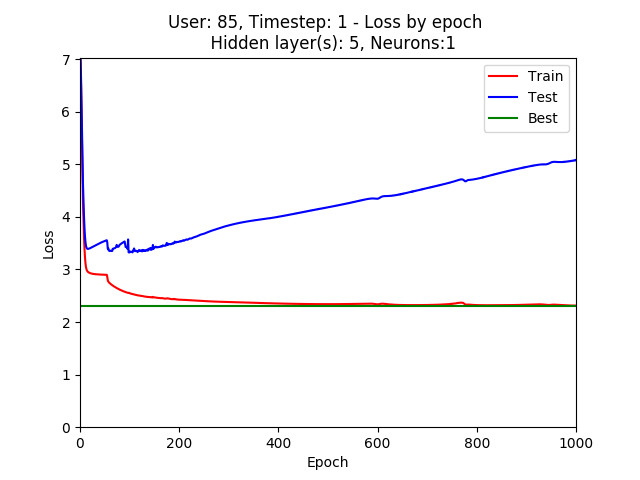 User: 85, Timestep: 1 - Loss by epoch
Hidden layer(s): 5, Neurons:1
7
6
5
4
3
2
1
0
Loss
Train
Test
Best
0 200 400 600 800 1000
Epoch